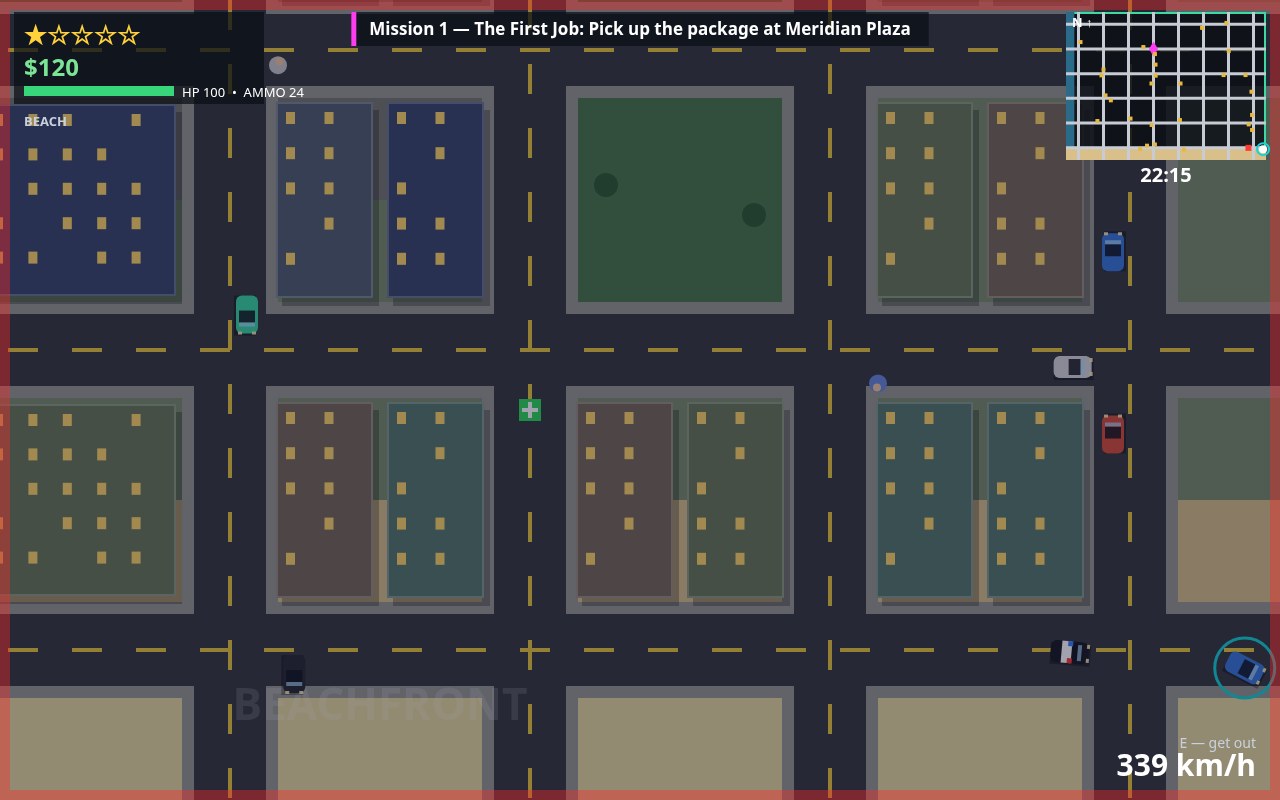 ★☆☆☆☆
Mission 1 — The First Job: Pick up the package at Meridian Plaza
$120
HP 100 • AMMO 24
BEACH
N ↑
22:15
BEACHFRONT
E — get out
339 km/h